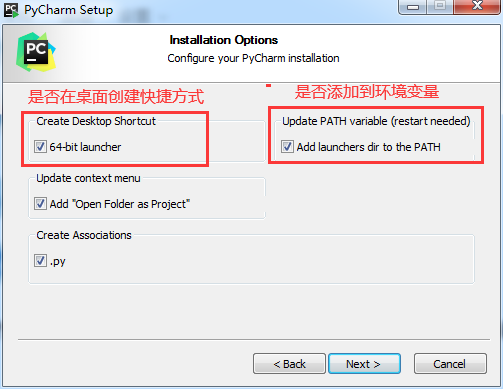 PyCharm Setup
PC
Installation Options
Configure your PyCharm installation
是否在桌面创建快捷方式
是否添加到环境变量
Create Desktop Shortcut
Update PATH variable (restart needed)
64-bit launcher
Add launchers dir to the PATH
Update context menu
Add "Open Folder as Project"
Create Associations
.py
< Back
Next >
Cancel